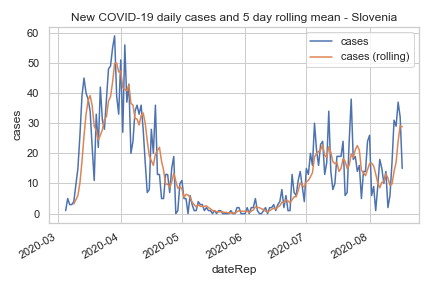 New COVID-19 daily cases and 5 day rolling mean - Slovenia
cases
cases (rolling)
60
50
40
30
20
10
0
cases
2020-03
2020-04
2020-05
2020-06
2020-07
2020-08
dateRep